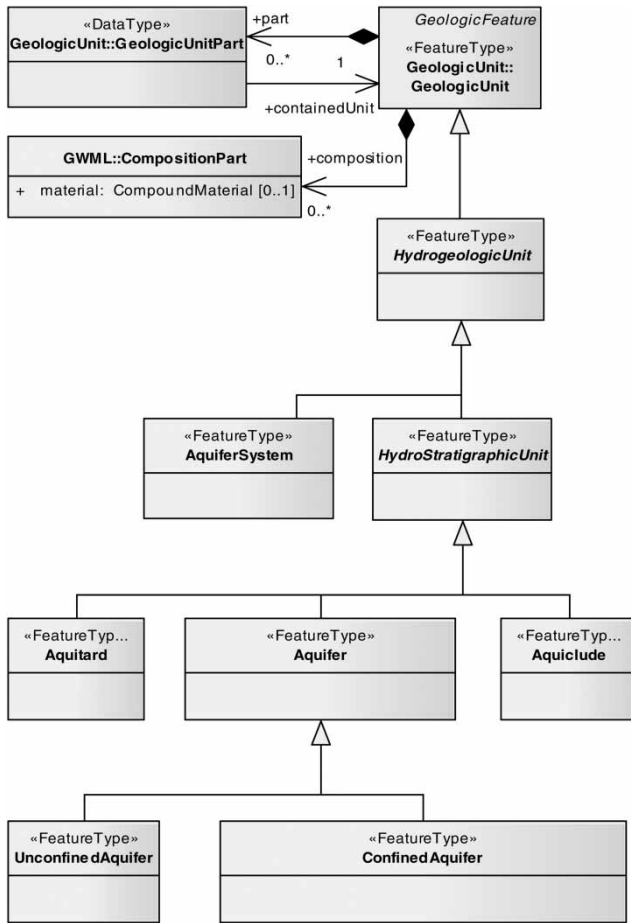 «DataType»
GeologicUnit::GeologicUnitPart
+part
0..*
1
+containedUnit
GeologicFeature
«FeatureType»
GeologicUnit::
GeologicUnit
GWML::CompositionPart
+ material: CompoundMaterial [0..1]
+composition
0..*
«FeatureType»
HydrogeologicUnit
«FeatureType»
AquiferSystem
«FeatureType»
HydroStratigraphicUnit
«FeatureTyp...
Aquitard
«FeatureType»
Aquifer
«FeatureTyp...
Aquiclude
«FeatureType»
UnconfinedAquifer
«FeatureType»
ConfinedAquifer